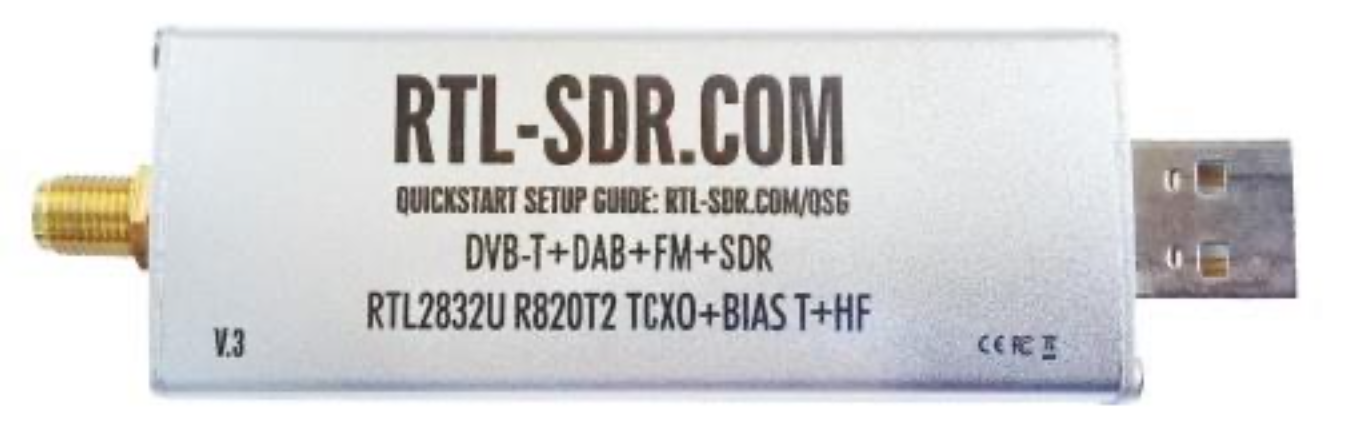 RTL-SDR.COM
QUICKSTART SETUP GUIDE: RTL-SDR.COM/QSG
DVB-T+DAB+FM+SDR
RTL2832U R820T2 TCXO+BIAS T+HF
V.3
CE FC